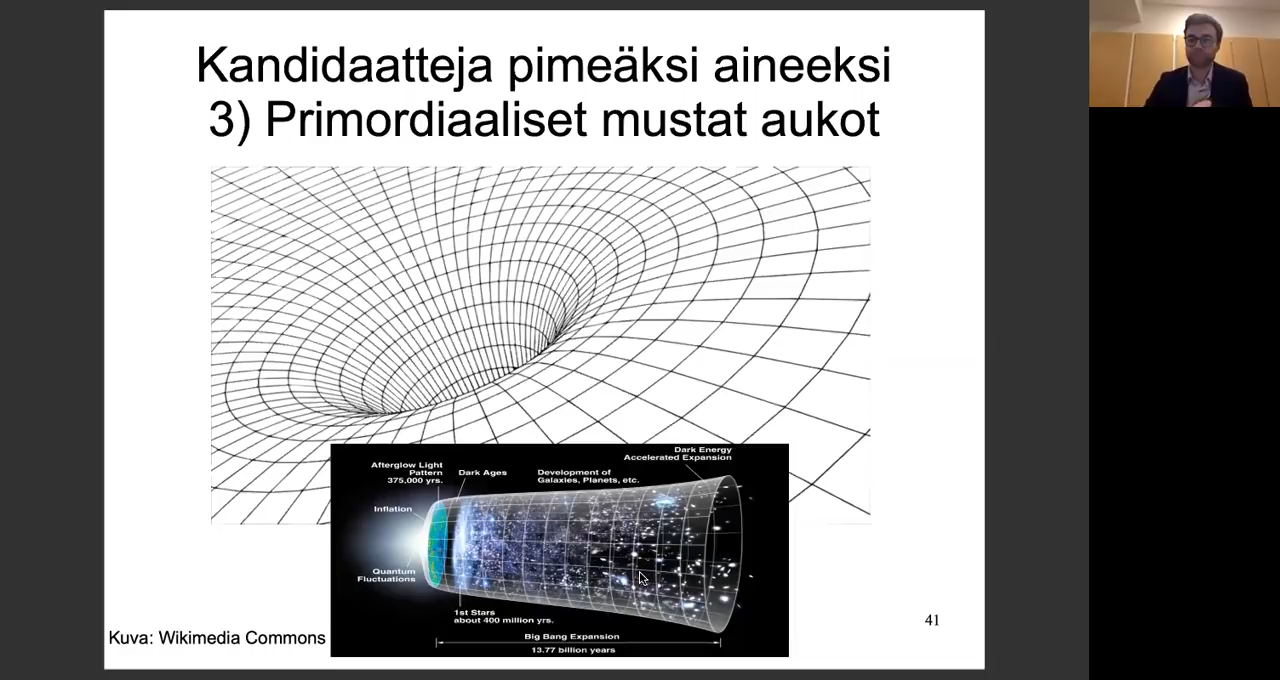 Kandidaatteja pimeäksi aineeksi
3) Primordiaaliset mustat aukot
Dark Energy
Accelerated Expansion
Afterglow Light
Pattern
375,000 yrs.
Dark Ages
Development of
Galaxies, Planets, etc.
Inflation
Quantum
Fluctuations
1st Stars
about 400 million yrs.
Big Bang Expansion
13.77 billion years
Kuva: Wikimedia Commons
41